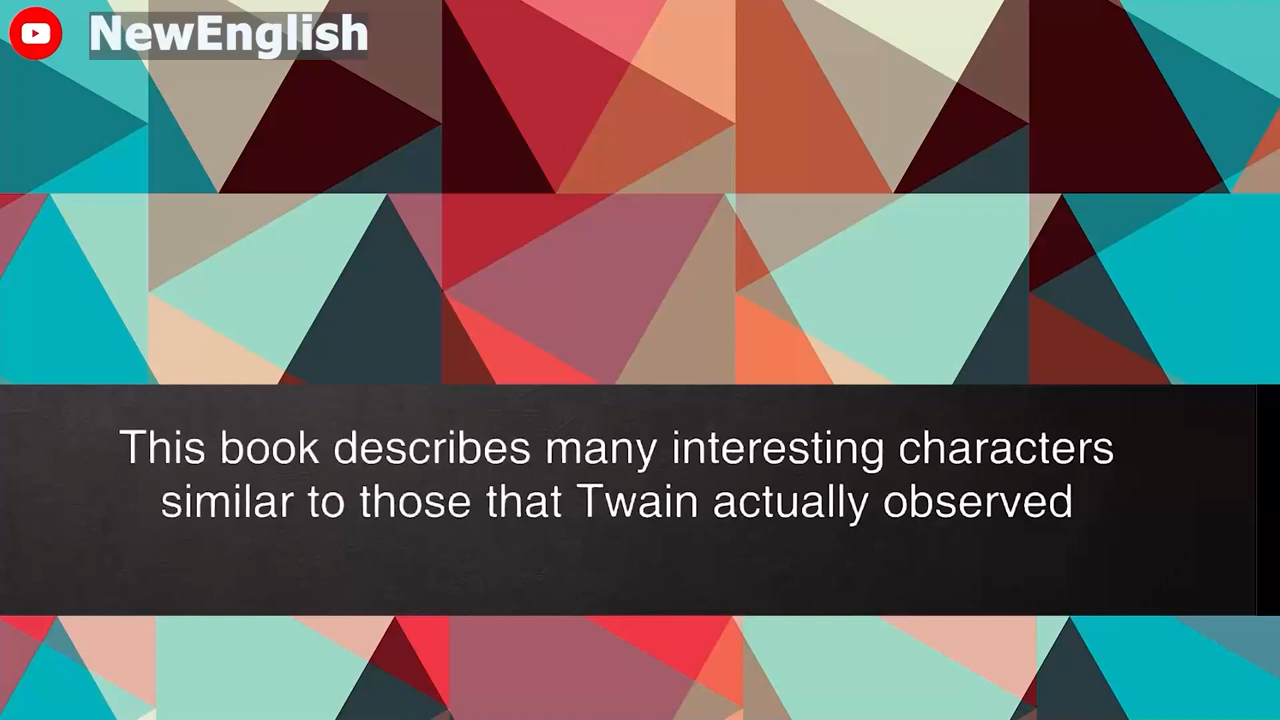 NewEnglish
This book describes many interesting characters
similar to those that Twain actually observed